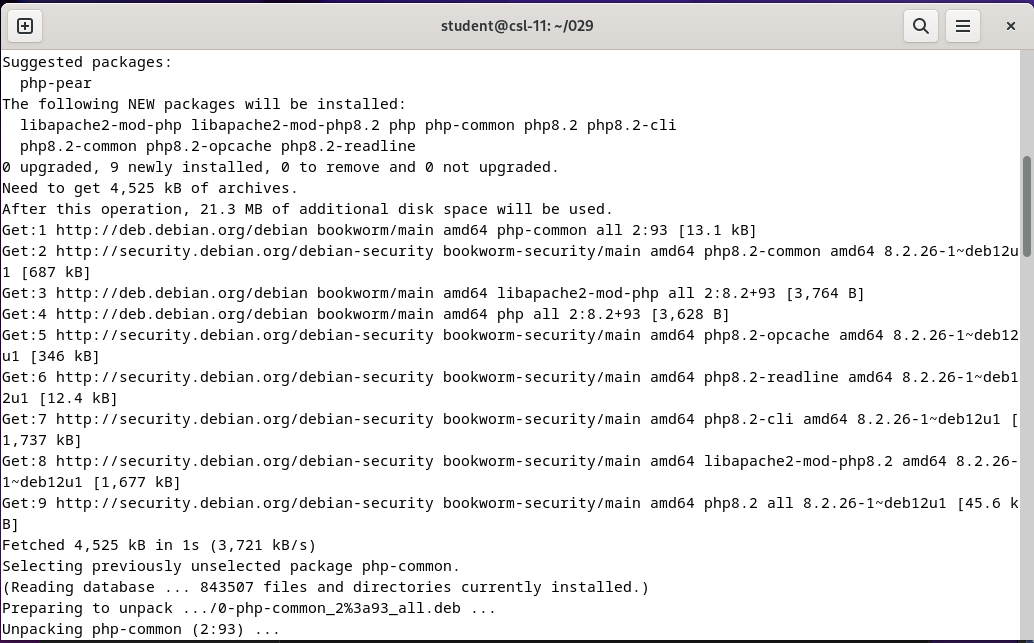 student@csl-11: ~/029
Suggested packages:
  php-pear
The following NEW packages will be installed:
  libapache2-mod-php libapache2-mod-php8.2 php php-common php8.2 php8.2-cli
  php8.2-common php8.2-opcache php8.2-readline
0 upgraded, 9 newly installed, 0 to remove and 0 not upgraded.
Need to get 4,525 kB of archives.
After this operation, 21.3 MB of additional disk space will be used.
Get:1 http://deb.debian.org/debian bookworm/main amd64 php-common all 2:93 [13.1 kB]
Get:2 http://security.debian.org/debian-security bookworm-security/main amd64 php8.2-common amd64 8.2.26-1~deb12u
1 [687 kB]
Get:3 http://deb.debian.org/debian bookworm/main amd64 libapache2-mod-php all 2:8.2+93 [3,764 B]
Get:4 http://deb.debian.org/debian bookworm/main amd64 php all 2:8.2+93 [3,628 B]
Get:5 http://security.debian.org/debian-security bookworm-security/main amd64 php8.2-opcache amd64 8.2.26-1~deb12
u1 [346 kB]
Get:6 http://security.debian.org/debian-security bookworm-security/main amd64 php8.2-readline amd64 8.2.26-1~deb1
2u1 [12.4 kB]
Get:7 http://security.debian.org/debian-security bookworm-security/main amd64 php8.2-cli amd64 8.2.26-1~deb12u1 [
1,737 kB]
Get:8 http://security.debian.org/debian-security bookworm-security/main amd64 libapache2-mod-php8.2 amd64 8.2.26-
1~deb12u1 [1,677 kB]
Get:9 http://security.debian.org/debian-security bookworm-security/main amd64 php8.2 all 8.2.26-1~deb12u1 [45.6 k
B]
Fetched 4,525 kB in 1s (3,721 kB/s)
Selecting previously unselected package php-common.
(Reading database ... 843507 files and directories currently installed.)
Preparing to unpack .../0-php-common_2%3a93_all.deb ...
Unpacking php-common (2:93) ...